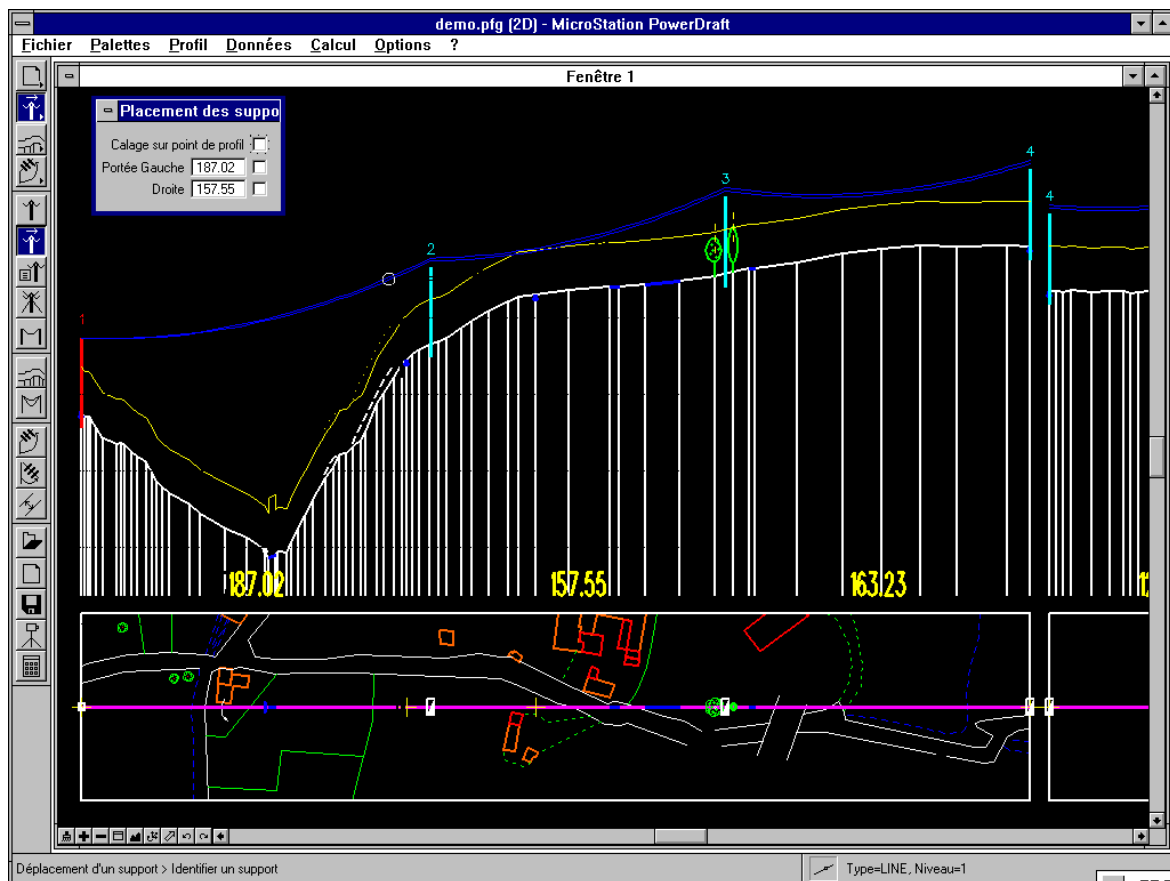 demo.pfg (2D) - MicroStation PowerDraft
Fichier Palettes Profil Données Calcul Options ?
Fenêtre 1
Placement des suppo
Calage sur point de profil
Portée Gauche 187.02
Droite 157.55
1
2
3
4
4
187.02
157.55
163.23
Déplacement d'un support > Identifier un support
Type=LINE, Niveau=1